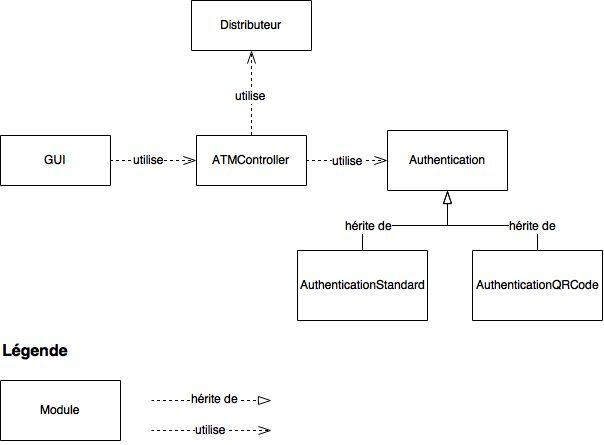 Distributeur
utilise
GUI
utilise
ATMController
utilise
Authentication
hérite de
hérite de
AuthenticationStandard
AuthenticationQRCode
Légende
Module
hérite de
utilise